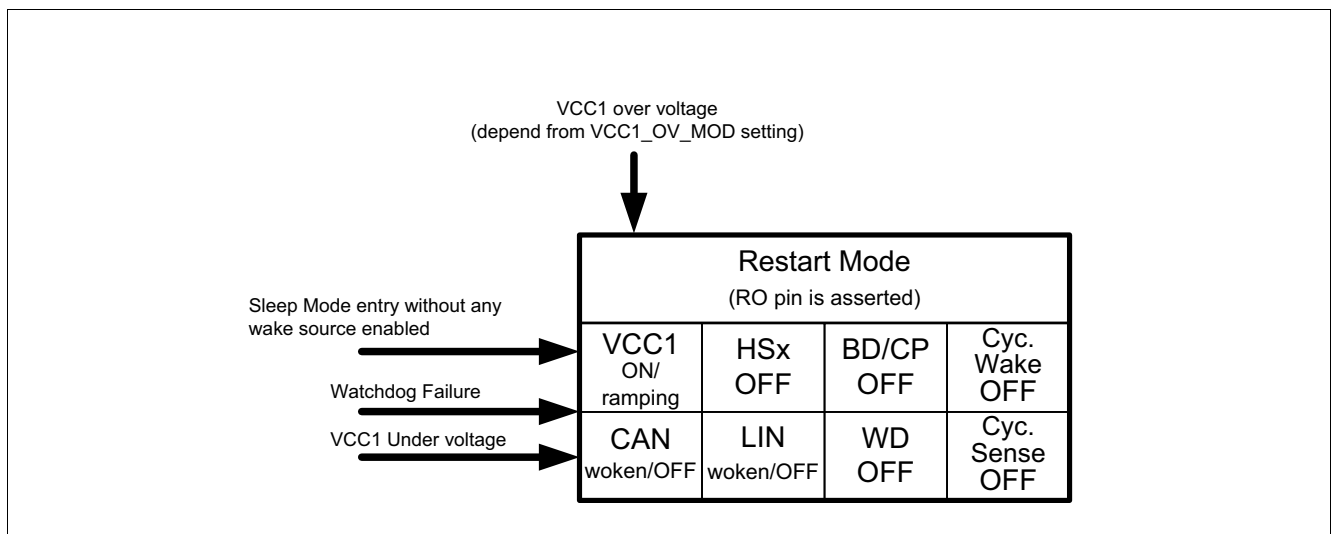 VCC1 over voltage
(depend from VCC1_OV_MOD setting)
Restart Mode
(RO pin is asserted)
Sleep Mode entry without any
wake source enabled
Watchdog Failure
VCC1 Under voltage
VCC1
ON/
ramping
HSx
OFF
BD/CP
OFF
Cyc.
Wake
OFF
CAN
woken/OFF
LIN
woken/OFF
WD
OFF
Cyc.
Sense
OFF